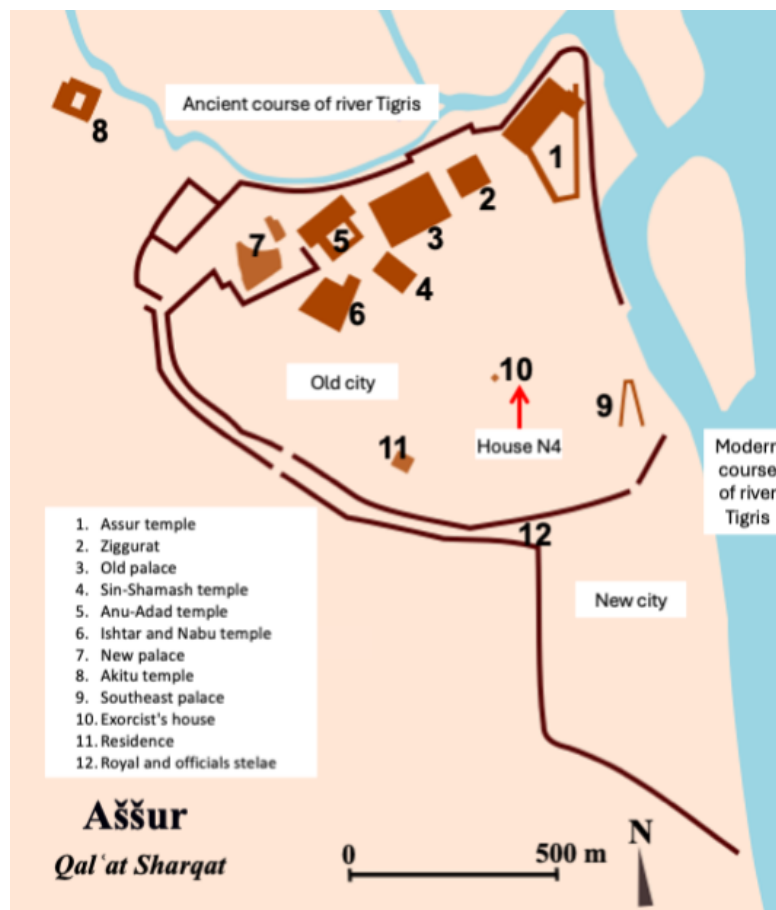 Ancient course of river Tigris
8
1
2
3
5
7
4
6
10
Old city
9
House N4
11
Modern
course
of river
Tigris
12
New city
1. Assur temple
2. Ziggurat
3. Old palace
4. Sin-Shamash temple
5. Anu-Adad temple
6. Ishtar and Nabu temple
7. New palace
8. Akitu temple
9. Southeast palace
10. Exorcist's house
11. Residence
12. Royal and officials stelae
Aššur
Qalʿat Sharqat
0 500 m
N